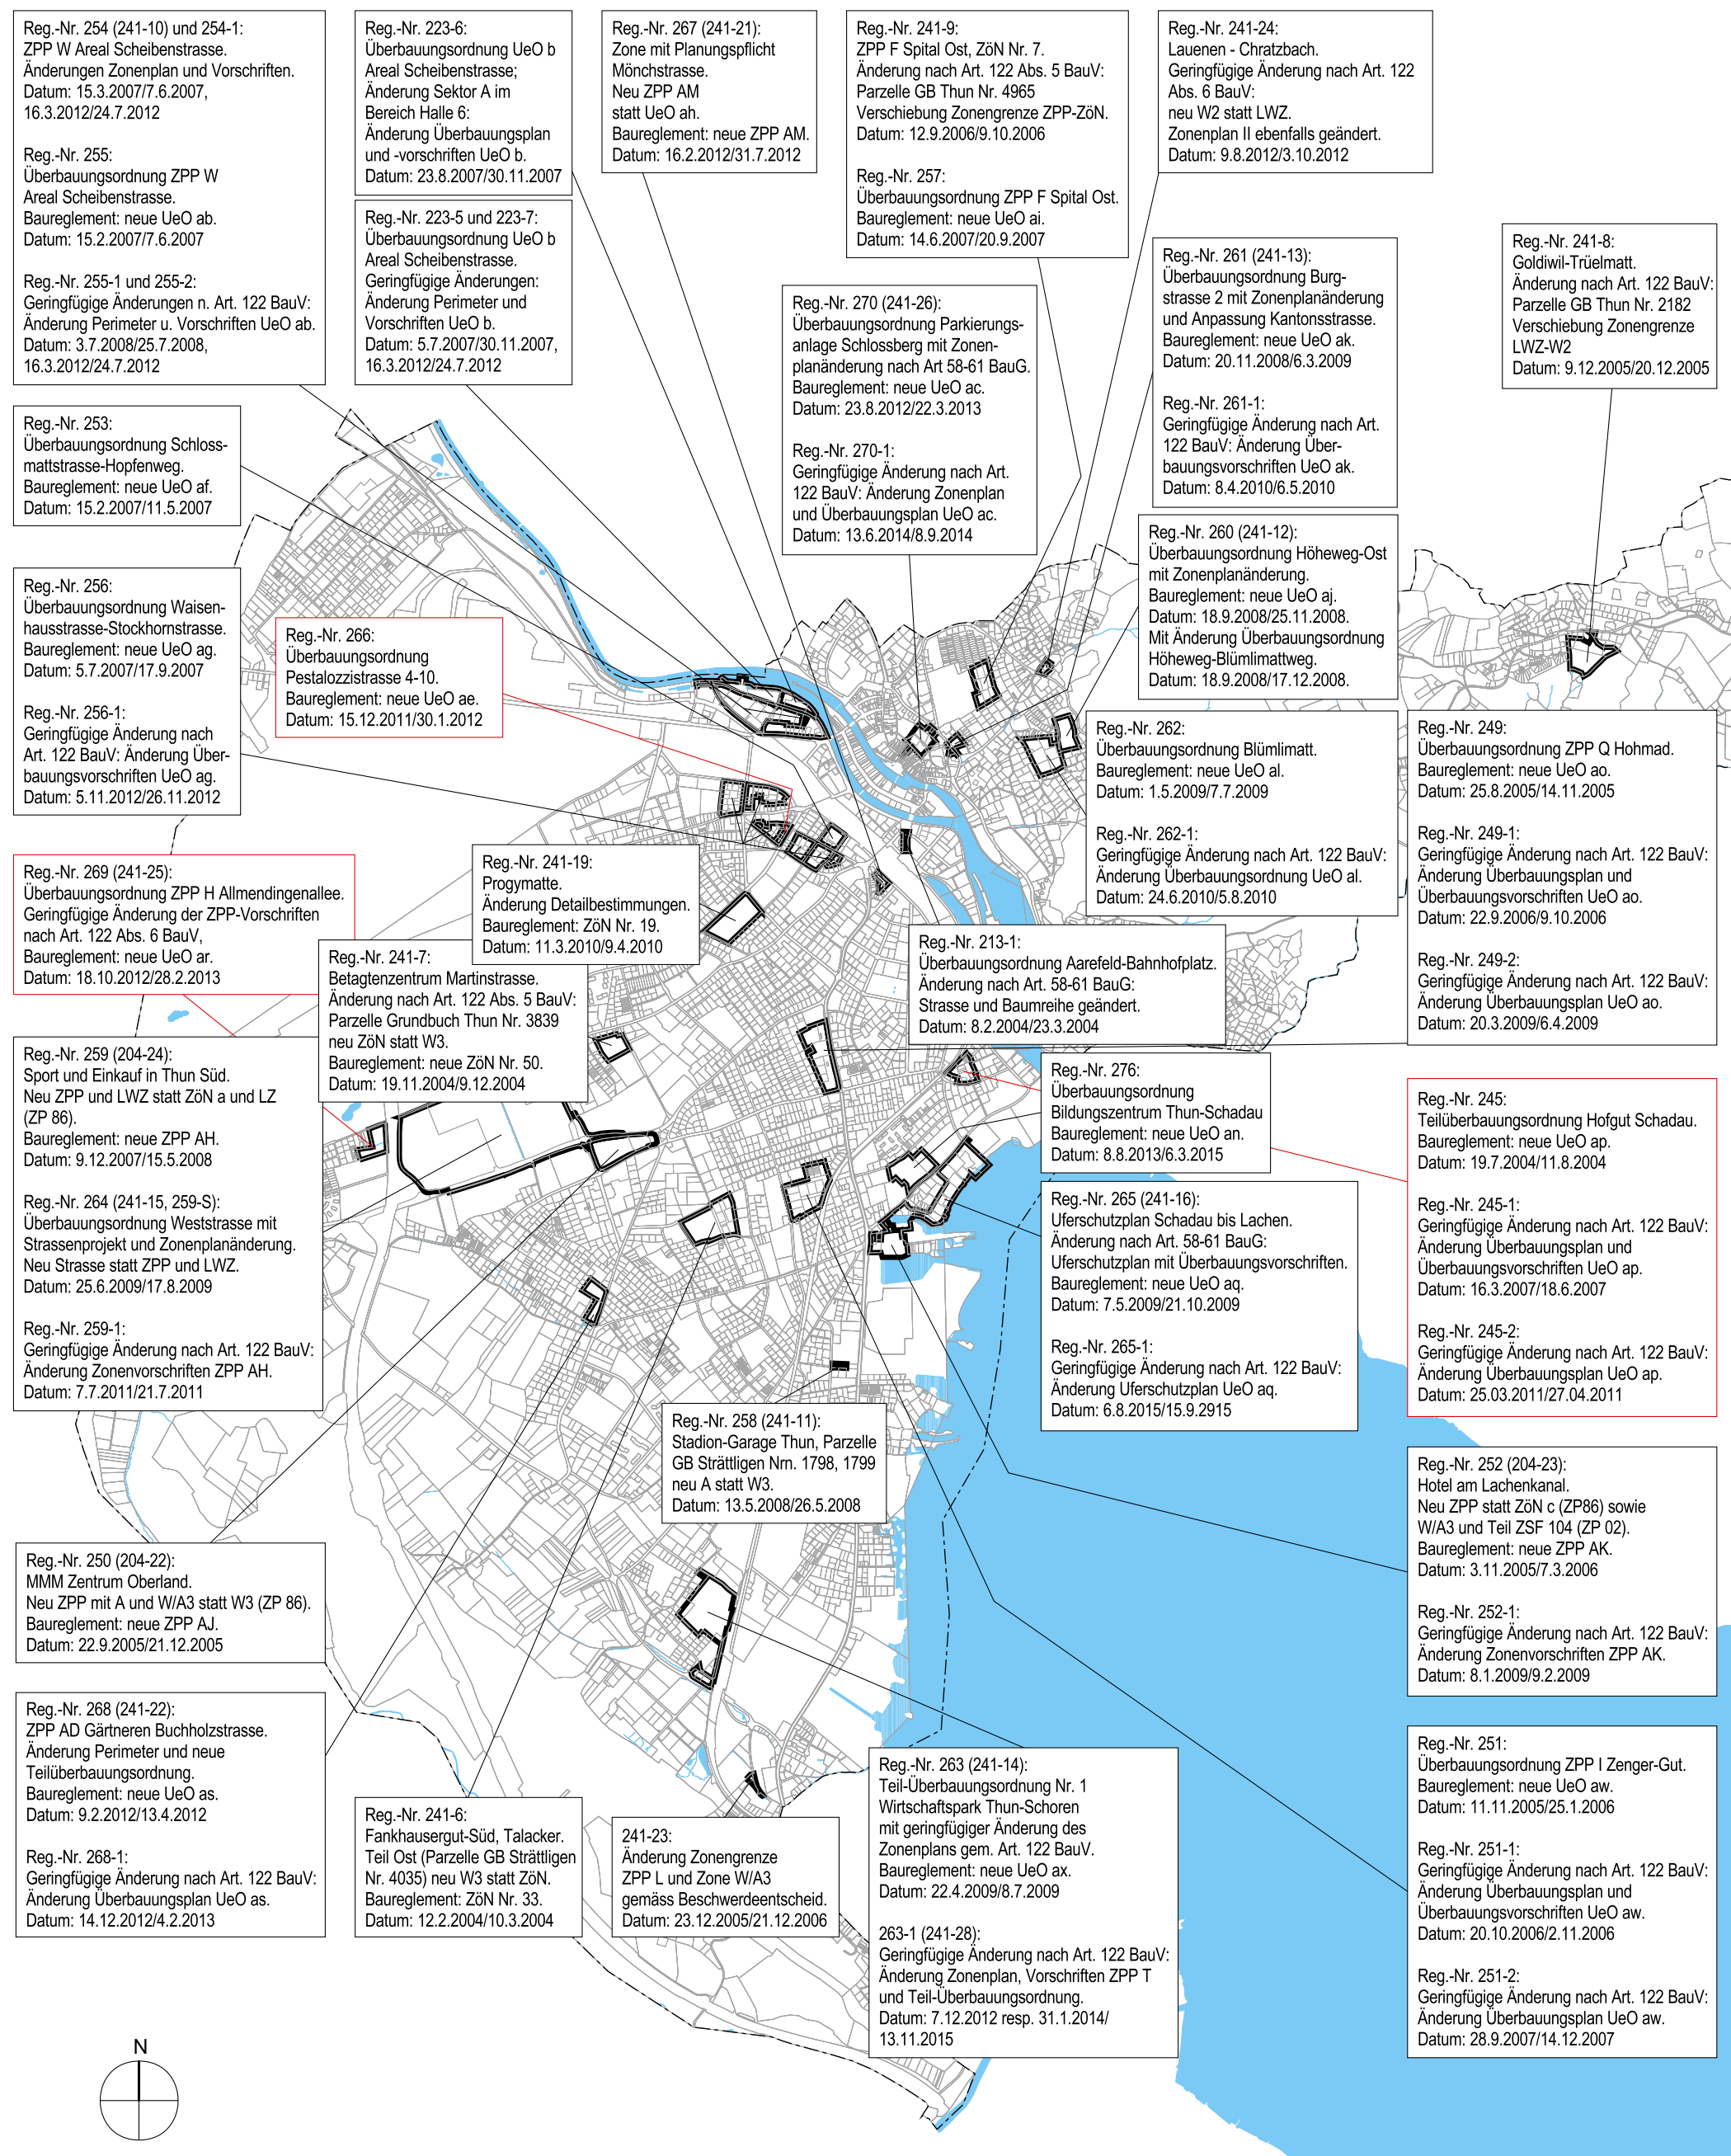 Reg.-Nr. 254 (241-10) und 254-1:
ZPP W Areal Scheibenstrasse.
Änderungen Zonenplan und Vorschriften.
Datum: 15.3.2007/7.6.2007,
16.3.2012/24.7.2012
Reg.-Nr. 255:
Überbauungsordnung ZPP W
Areal Scheibenstrasse.
Baureglement: neue UeO ab.
Datum: 15.2.2007/7.6.2007
Reg.-Nr. 255-1 und 255-2:
Geringfügige Änderungen n. Art. 122 BauV:
Änderung Perimeter u. Vorschriften UeO ab.
Datum: 3.7.2008/25.7.2008,
16.3.2012/24.7.2012
Reg.-Nr. 223-6:
Überbauungsordnung UeO b
Areal Scheibenstrasse;
Änderung Sektor A im
Bereich Halle 6:
Änderung Überbauungsplan
und -vorschriften UeO b.
Datum: 23.8.2007/30.11.2007
Reg.-Nr. 223-5 und 223-7:
Überbauungsordnung UeO b
Areal Scheibenstrasse.
Geringfügige Änderungen:
Änderung Perimeter und
Vorschriften UeO b.
Datum: 5.7.2007/30.11.2007,
16.3.2012/24.7.2012
Reg.-Nr. 267 (241-21):
Zone mit Planungspflicht
Mönchstrasse.
Neu ZPP AM
statt UeO ah.
Baureglement: neue ZPP AM.
Datum: 16.2.2012/31.7.2012
Reg.-Nr. 241-9:
ZPP F Spital Ost, ZöN Nr. 7.
Änderung nach Art. 122 Abs. 5 BauV:
Parzelle GB Thun Nr. 4965
Verschiebung Zonengrenze ZPP-ZöN.
Datum: 12.9.2006/9.10.2006
Reg.-Nr. 257:
Überbauungsordnung ZPP F Spital Ost.
Baureglement: neue UeO ai.
Datum: 14.6.2007/20.9.2007
Reg.-Nr. 241-24:
Lauenen - Chratzbach.
Geringfügige Änderung nach Art. 122
Abs. 6 BauV:
neu W2 statt LWZ.
Zonenplan II ebenfalls geändert.
Datum: 9.8.2012/3.10.2012
Reg.-Nr. 261 (241-13):
Überbauungsordnung Burg-
strasse 2 mit Zonenplanänderung
und Anpassung Kantonsstrasse.
Baureglement: neue UeO ak.
Datum: 20.11.2008/6.3.2009
Reg.-Nr. 261-1:
Geringfügige Änderung nach Art.
122 BauV: Änderung Über-
bauungsvorschriften UeO ak.
Datum: 8.4.2010/6.5.2010
Reg.-Nr. 241-8:
Goldiwil-Trüelmatt.
Änderung nach Art. 122 BauV:
Parzelle GB Thun Nr. 2182
Verschiebung Zonengrenze
LWZ-W2
Datum: 9.12.2005/20.12.2005
Reg.-Nr. 270 (241-26):
Überbauungsordnung Parkierungs-
anlage Schlossberg mit Zonen-
planänderung nach Art 58-61 BauG.
Baureglement: neue UeO ac.
Datum: 23.8.2012/22.3.2013
Reg.-Nr. 270-1:
Geringfügige Änderung nach Art.
122 BauV: Änderung Zonenplan
und Überbauungsplan UeO ac.
Datum: 13.6.2014/8.9.2014
Reg.-Nr. 253:
Überbauungsordnung Schloss-
mattstrasse-Hopfenweg.
Baureglement: neue UeO af.
Datum: 15.2.2007/11.5.2007
Reg.-Nr. 260 (241-12):
Überbauungsordnung Höheweg-Ost
mit Zonenplanänderung.
Baureglement: neue UeO aj.
Datum: 18.9.2008/25.11.2008.
Mit Änderung Überbauungsordnung
Höheweg-Blümlimattweg.
Datum: 18.9.2008/17.12.2008.
Reg.-Nr. 256:
Überbauungsordnung Waisen-
hausstrasse-Stockhornstrasse.
Baureglement: neue UeO ag.
Datum: 5.7.2007/17.9.2007
Reg.-Nr. 256-1:
Geringfügige Änderung nach
Art. 122 BauV: Änderung Über-
bauungsvorschriften UeO ag.
Datum: 5.11.2012/26.11.2012
Reg.-Nr. 266:
Überbauungsordnung
Pestalozzistrasse 4-10.
Baureglement: neue UeO ae.
Datum: 15.12.2011/30.1.2012
Reg.-Nr. 262:
Überbauungsordnung Blümlimatt.
Baureglement: neue UeO al.
Datum: 1.5.2009/7.7.2009
Reg.-Nr. 262-1:
Geringfügige Änderung nach Art. 122 BauV:
Änderung Überbauungsordnung UeO al.
Datum: 24.6.2010/5.8.2010
Reg.-Nr. 249:
Überbauungsordnung ZPP Q Hohmad.
Baureglement: neue UeO ao.
Datum: 25.8.2005/14.11.2005
Reg.-Nr. 249-1:
Geringfügige Änderung nach Art. 122 BauV:
Änderung Überbauungsplan und
Überbauungsvorschriften UeO ao.
Datum: 22.9.2006/9.10.2006
Reg.-Nr. 249-2:
Geringfügige Änderung nach Art. 122 BauV:
Änderung Überbauungsplan UeO ao.
Datum: 20.3.2009/6.4.2009
Reg.-Nr. 269 (241-25):
Überbauungsordnung ZPP H Allmendingenallee.
Geringfügige Änderung der ZPP-Vorschriften
nach Art. 122 Abs. 6 BauV,
Baureglement: neue UeO ar.
Datum: 18.10.2012/28.2.2013
Reg.-Nr. 241-19:
Progymatte.
Änderung Detailbestimmungen.
Baureglement: ZöN Nr. 19.
Datum: 11.3.2010/9.4.2010
Reg.-Nr. 241-7:
Betagtenzentrum Martinstrasse.
Änderung nach Art. 122 Abs. 5 BauV:
Parzelle Grundbuch Thun Nr. 3839
neu ZöN statt W3.
Baureglement: neue ZöN Nr. 50.
Datum: 19.11.2004/9.12.2004
Reg.-Nr. 213-1:
Überbauungsordnung Aarefeld-Bahnhofplatz.
Änderung nach Art. 58-61 BauG:
Strasse und Baumreihe geändert.
Datum: 8.2.2004/23.3.2004
Reg.-Nr. 259 (204-24):
Sport und Einkauf in Thun Süd.
Neu ZPP und LWZ statt ZöN a und LZ
(ZP 86).
Baureglement: neue ZPP AH.
Datum: 9.12.2007/15.5.2008
Reg.-Nr. 264 (241-15, 259-S):
Überbauungsordnung Weststrasse mit
Strassenprojekt und Zonenplanänderung.
Neu Strasse statt ZPP und LWZ.
Datum: 25.6.2009/17.8.2009
Reg.-Nr. 259-1:
Geringfügige Änderung nach Art. 122 BauV:
Änderung Zonenvorschriften ZPP AH.
Datum: 7.7.2011/21.7.2011
Reg.-Nr. 276:
Überbauungsordnung
Bildungszentrum Thun-Schadau
Baureglement: neue UeO an.
Datum: 8.8.2013/6.3.2015
Reg.-Nr. 245:
Teilüberbauungsordnung Hofgut Schadau.
Baureglement: neue UeO ap.
Datum: 19.7.2004/11.8.2004
Reg.-Nr. 245-1:
Geringfügige Änderung nach Art. 122 BauV:
Änderung Überbauungsplan und
Überbauungsvorschriften UeO ap.
Datum: 16.3.2007/18.6.2007
Reg.-Nr. 245-2:
Geringfügige Änderung nach Art. 122 BauV:
Änderung Überbauungsplan UeO ap.
Datum: 25.03.2011/27.04.2011
Reg.-Nr. 265 (241-16):
Uferschutzplan Schadau bis Lachen.
Änderung nach Art. 58-61 BauG:
Uferschutzplan mit Überbauungsvorschriften.
Baureglement: neue UeO aq.
Datum: 7.5.2009/21.10.2009
Reg.-Nr. 265-1:
Geringfügige Änderung nach Art. 122 BauV:
Änderung Uferschutzplan UeO aq.
Datum: 6.8.2015/15.9.2915
Reg.-Nr. 258 (241-11):
Stadion-Garage Thun, Parzelle
GB Strättligen Nrn. 1798, 1799
neu A statt W3.
Datum: 13.5.2008/26.5.2008
Reg.-Nr. 252 (204-23):
Hotel am Lachenkanal.
Neu ZPP statt ZöN c (ZP86) sowie
W/A3 und Teil ZSF 104 (ZP 02).
Baureglement: neue ZPP AK.
Datum: 3.11.2005/7.3.2006
Reg.-Nr. 252-1:
Geringfügige Änderung nach Art. 122 BauV:
Änderung Zonenvorschriften ZPP AK.
Datum: 8.1.2009/9.2.2009
Reg.-Nr. 250 (204-22):
MMM Zentrum Oberland.
Neu ZPP mit A und W/A3 statt W3 (ZP 86).
Baureglement: neue ZPP AJ.
Datum: 22.9.2005/21.12.2005
Reg.-Nr. 268 (241-22):
ZPP AD Gärtneren Buchholzstrasse.
Änderung Perimeter und neue
Teilüberbauungsordnung.
Baureglement: neue UeO as.
Datum: 9.2.2012/13.4.2012
Reg.-Nr. 268-1:
Geringfügige Änderung nach Art. 122 BauV:
Änderung Überbauungsplan UeO as.
Datum: 14.12.2012/4.2.2013
Reg.-Nr. 241-6:
Fankhausergut-Süd, Talacker.
Teil Ost (Parzelle GB Strättligen
Nr. 4035) neu W3 statt ZöN.
Baureglement: ZöN Nr. 33.
Datum: 12.2.2004/10.3.2004
241-23:
Änderung Zonengrenze
ZPP L und Zone W/A3
gemäss Beschwerdeentscheid.
Datum: 23.12.2005/21.12.2006
Reg.-Nr. 263 (241-14):
Teil-Überbauungsordnung Nr. 1
Wirtschaftspark Thun-Schoren
mit geringfügiger Änderung des
Zonenplans gem. Art. 122 BauV.
Baureglement: neue UeO ax.
Datum: 22.4.2009/8.7.2009
263-1 (241-28):
Geringfügige Änderung nach Art. 122 BauV:
Änderung Zonenplan, Vorschriften ZPP T
und Teil-Überbauungsordnung.
Datum: 7.12.2012 resp. 31.1.2014/
13.11.2015
Reg.-Nr. 251:
Überbauungsordnung ZPP I Zenger-Gut.
Baureglement: neue UeO aw.
Datum: 11.11.2005/25.1.2006
Reg.-Nr. 251-1:
Geringfügige Änderung nach Art. 122 BauV:
Änderung Überbauungsplan und
Überbauungsvorschriften UeO aw.
Datum: 20.10.2006/2.11.2006
Reg.-Nr. 251-2:
Geringfügige Änderung nach Art. 122 BauV:
Änderung Überbauungsplan UeO aw.
Datum: 28.9.2007/14.12.2007
N